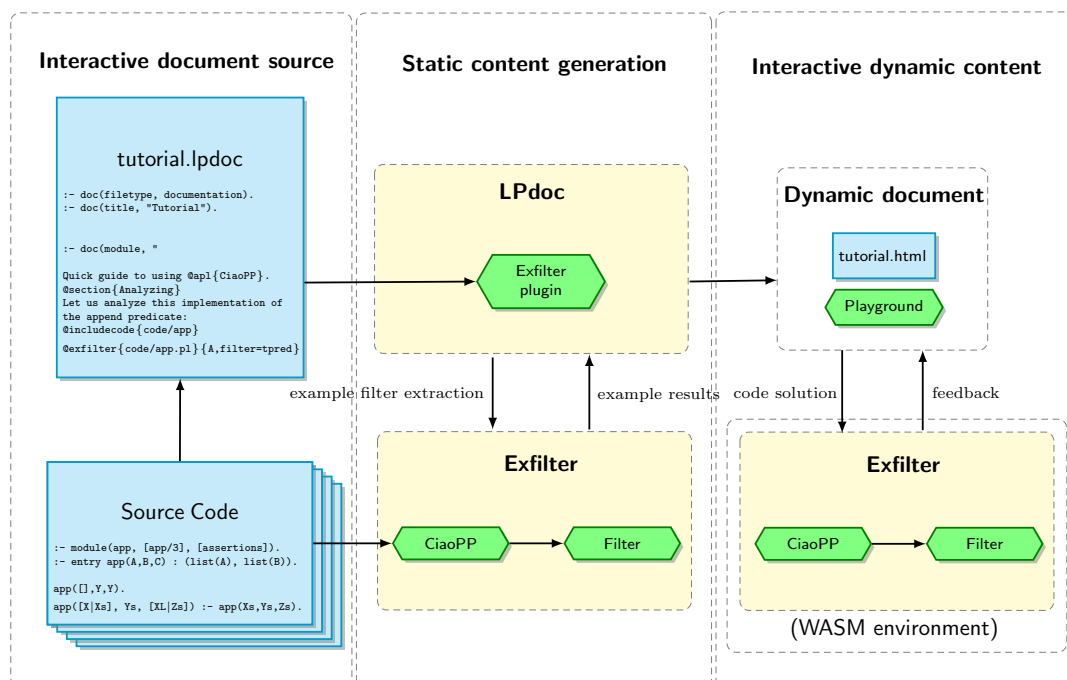 Interactive document source
tutorial.lpdoc
:- doc(filetype, documentation).
:- doc(title, "Tutorial").
:- doc(module, "
Quick guide to using @apl{CiaoPP}.
@section{Analyzing}
Let us analyze this implementation of
the append predicate:
@includecode{code/app}
@exfilter{code/app.pl}{A,filter=tpred}
Source Code
:- module(app, [app/3], [assertions]).
:- entry app(A,B,C) : (list(A), list(B)).
app([],Y,Y).
app([X|Xs], Ys, [XL|Zs]) :- app(Xs,Ys,Zs).
Static content generation
LPdoc
Exfilter
plugin
example filter extraction
example results
Exfilter
CiaoPP
Filter
Interactive dynamic content
Dynamic document
tutorial.html
Playground
code solution
feedback
Exfilter
CiaoPP
Filter
(WASM environment)